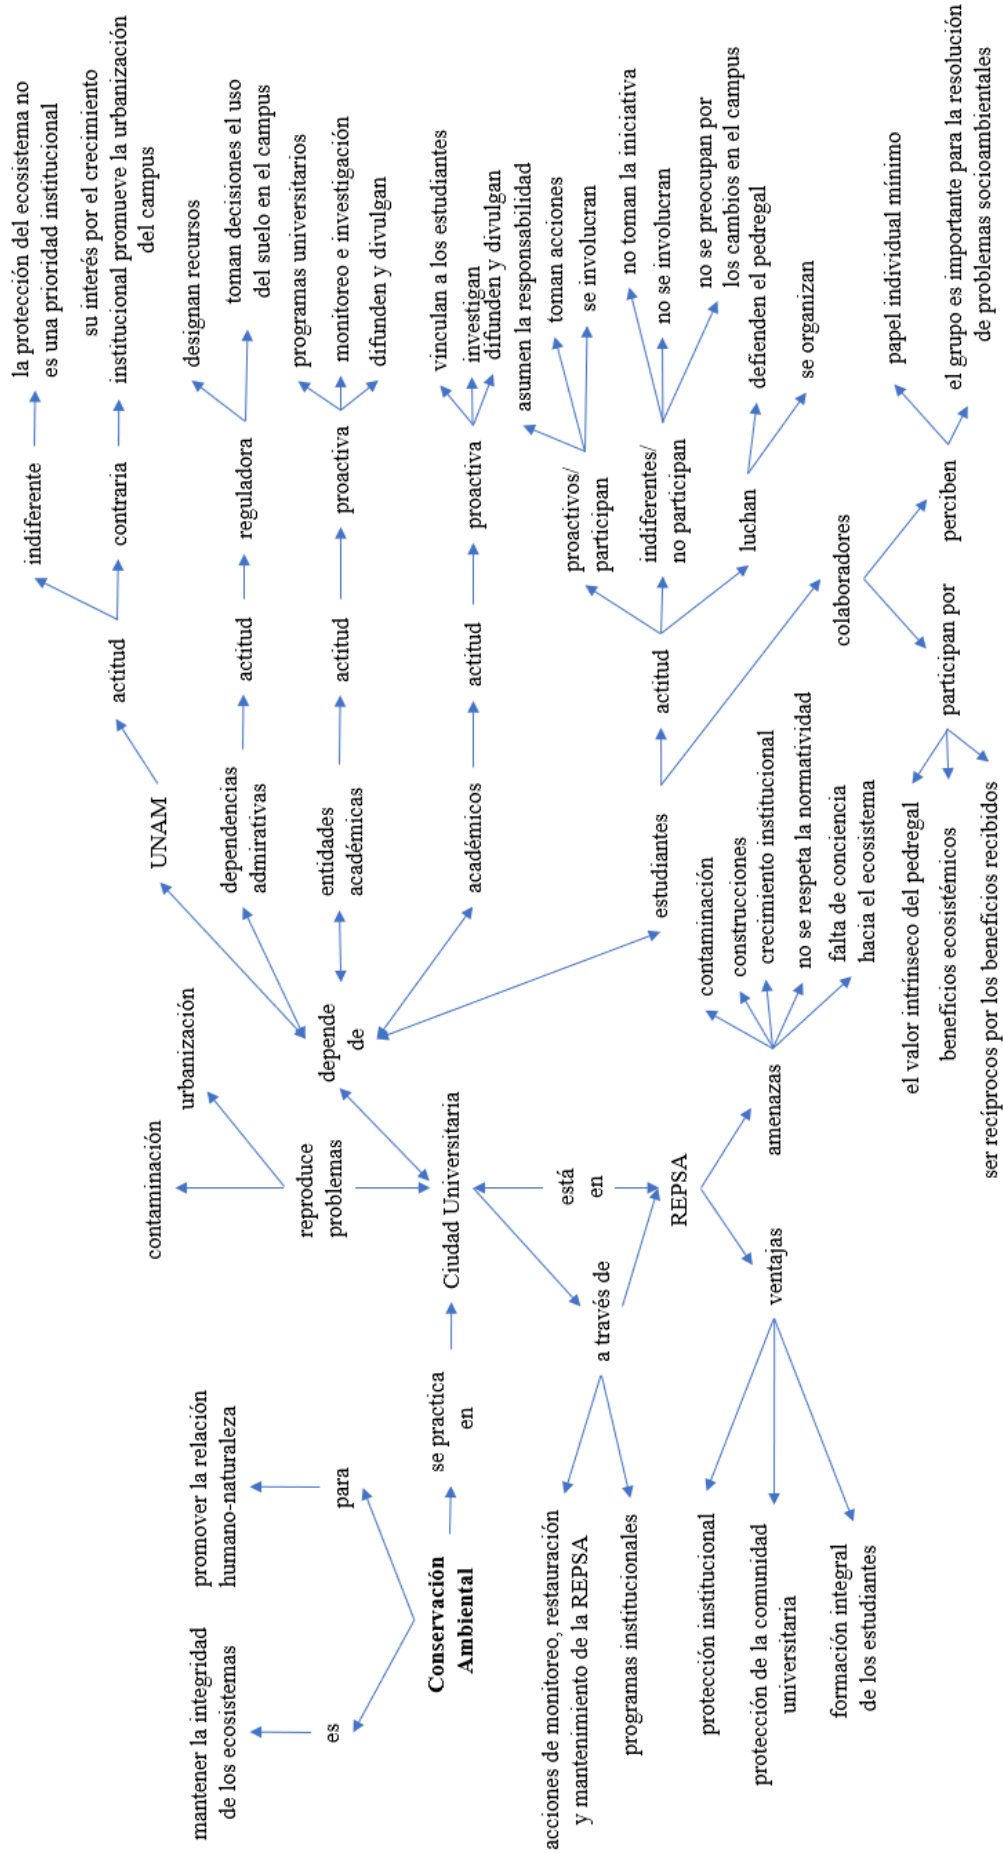 mantener la integridad
de los ecosistemas
promover la relación
humano-naturaleza
es
para
Conservación
Ambiental
se practica
en
Ciudad Universitaria
reproduce
problemas
contaminación
urbanización
acciones de monitoreo, restauración
y mantenimiento de la REPSA
programas institucionales
a través de
está
en
REPSA
ventajas
protección institucional
protección de la comunidad
universitaria
formación integral
de los estudiantes
amenazas
contaminación
construcciones
crecimiento institucional
no se respeta la normatividad
falta de conciencia
hacia el ecosistema
depende
de
UNAM
actitud
indiferente
la protección del ecosistema no
es una prioridad institucional
contraria
su interés por el crecimiento
institucional promueve la urbanización
del campus
dependencias
admirativas
actitud
reguladora
designan recursos
toman decisiones el uso
del suelo en el campus
entidades
académicas
actitud
proactiva
programas universitarios
monitoreo e investigación
difunden y divulgan
académicos
actitud
proactiva
vinculan a los estudiantes
investigan
difunden y divulgan
estudiantes
actitud
proactivos/
participan
asumen la responsabilidad
toman acciones
se involucran
indiferentes/
no participan
no toman la iniciativa
no se involucran
no se preocupan por
los cambios en el campus
luchan
defienden el pedregal
se organizan
colaboradores
participan por
el valor intrínseco del pedregal
beneficios ecosistémicos
ser recíprocos por los beneficios recibidos
perciben
papel individual mínimo
el grupo es importante para la resolución
de problemas socioambientales